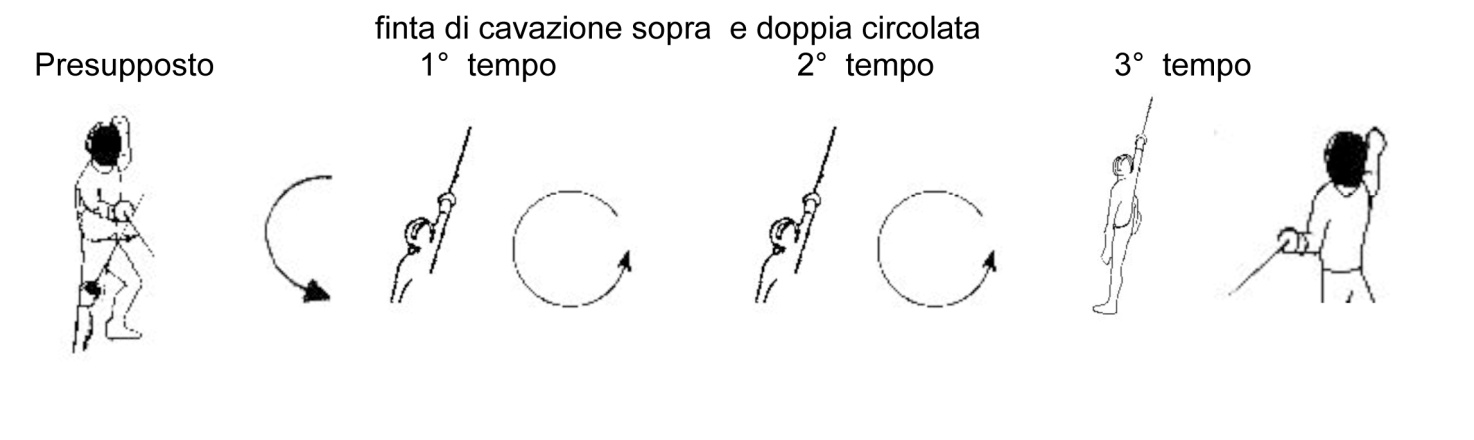 finta di cavazione sopra e doppia circolata
Presupposto 1° tempo 2° tempo 3° tempo